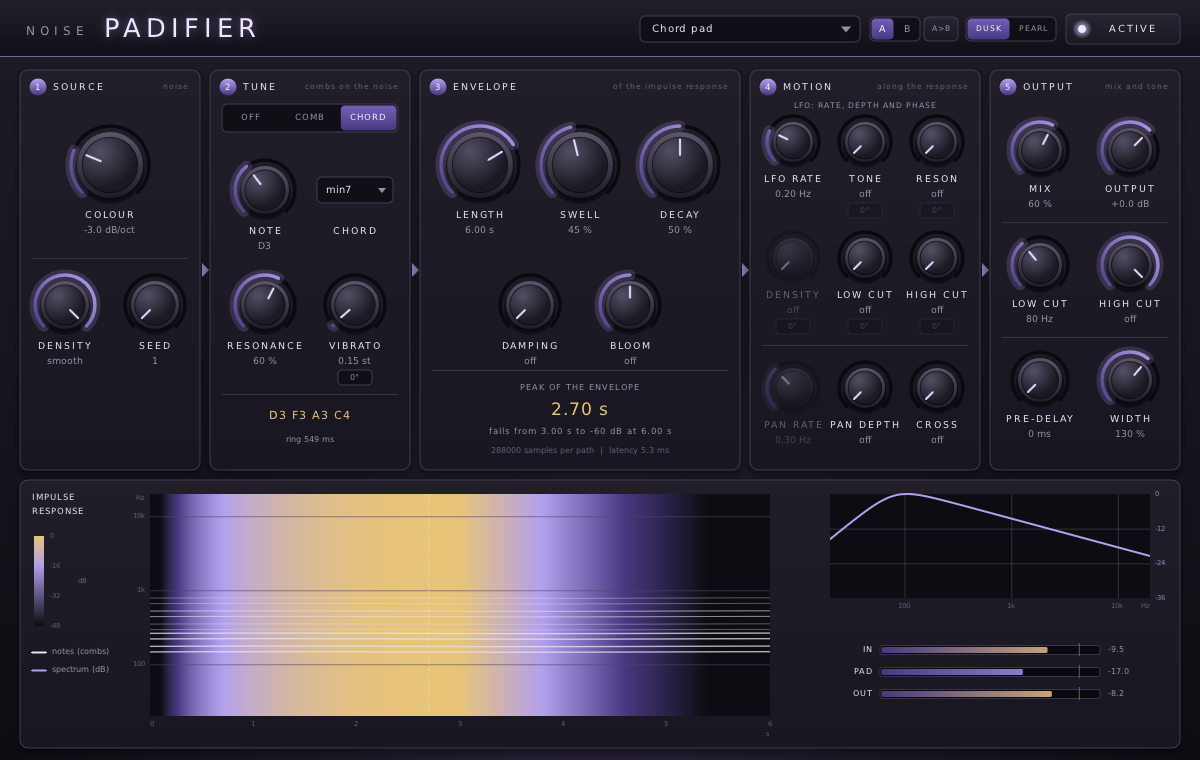 NOISE PADIFIER
Chord pad
A B A>B DUSK PEARL ACTIVE
1 SOURCE noise
COLOUR
-3.0 dB/oct
DENSITY SEED
smooth 1
2 TUNE combs on the noise
OFF COMB CHORD
min7
NOTE CHORD
D3
RESONANCE VIBRATO
60 % 0.15 st
0°
D3 F3 A3 C4
ring 549 ms
3 ENVELOPE of the impulse response
LENGTH SWELL DECAY
6.00 s 45 % 50 %
DAMPING BLOOM
off off
PEAK OF THE ENVELOPE
2.70 s
falls from 3.00 s to -60 dB at 6.00 s
288000 samples per path | latency 5.3 ms
4 MOTION along the response
LFO: RATE, DEPTH AND PHASE
LFO RATE TONE RESON
0.20 Hz off off
0° 0°
DENSITY LOW CUT HIGH CUT
off off off
0° 0° 0°
PAN RATE PAN DEPTH CROSS
0.30 Hz off off
5 OUTPUT mix and tone
MIX OUTPUT
60 % +0.0 dB
LOW CUT HIGH CUT
80 Hz off
PRE-DELAY WIDTH
0 ms 130 %
IMPULSE
RESPONSE
0
-16
dB
-32
-48
notes (combs)
spectrum (dB)
Hz
10k
1k
100
0 1 2 3 4 5 6
s
0
-12
-24
-36
100 1k 10k Hz
IN -9.5
PAD -17.0
OUT -8.2